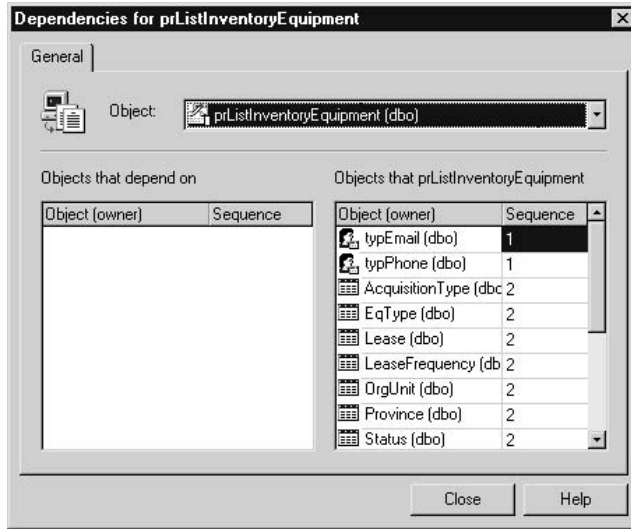 Dependencies for prListInventoryEquipment
General
Object: prListInventoryEquipment (dbo)
Objects that depend on
Objects that prListInventoryEquipment
Object (owner) Sequence
Object (owner) Sequence
typEmail (dbo) 1
typPhone (dbo) 1
AcquisitionType (dbc 2
EqType (dbo) 2
Lease (dbo) 2
LeaseFrequency (db 2
OrgUnit (dbo) 2
Province (dbo) 2
Status (dbo) 2
Close Help